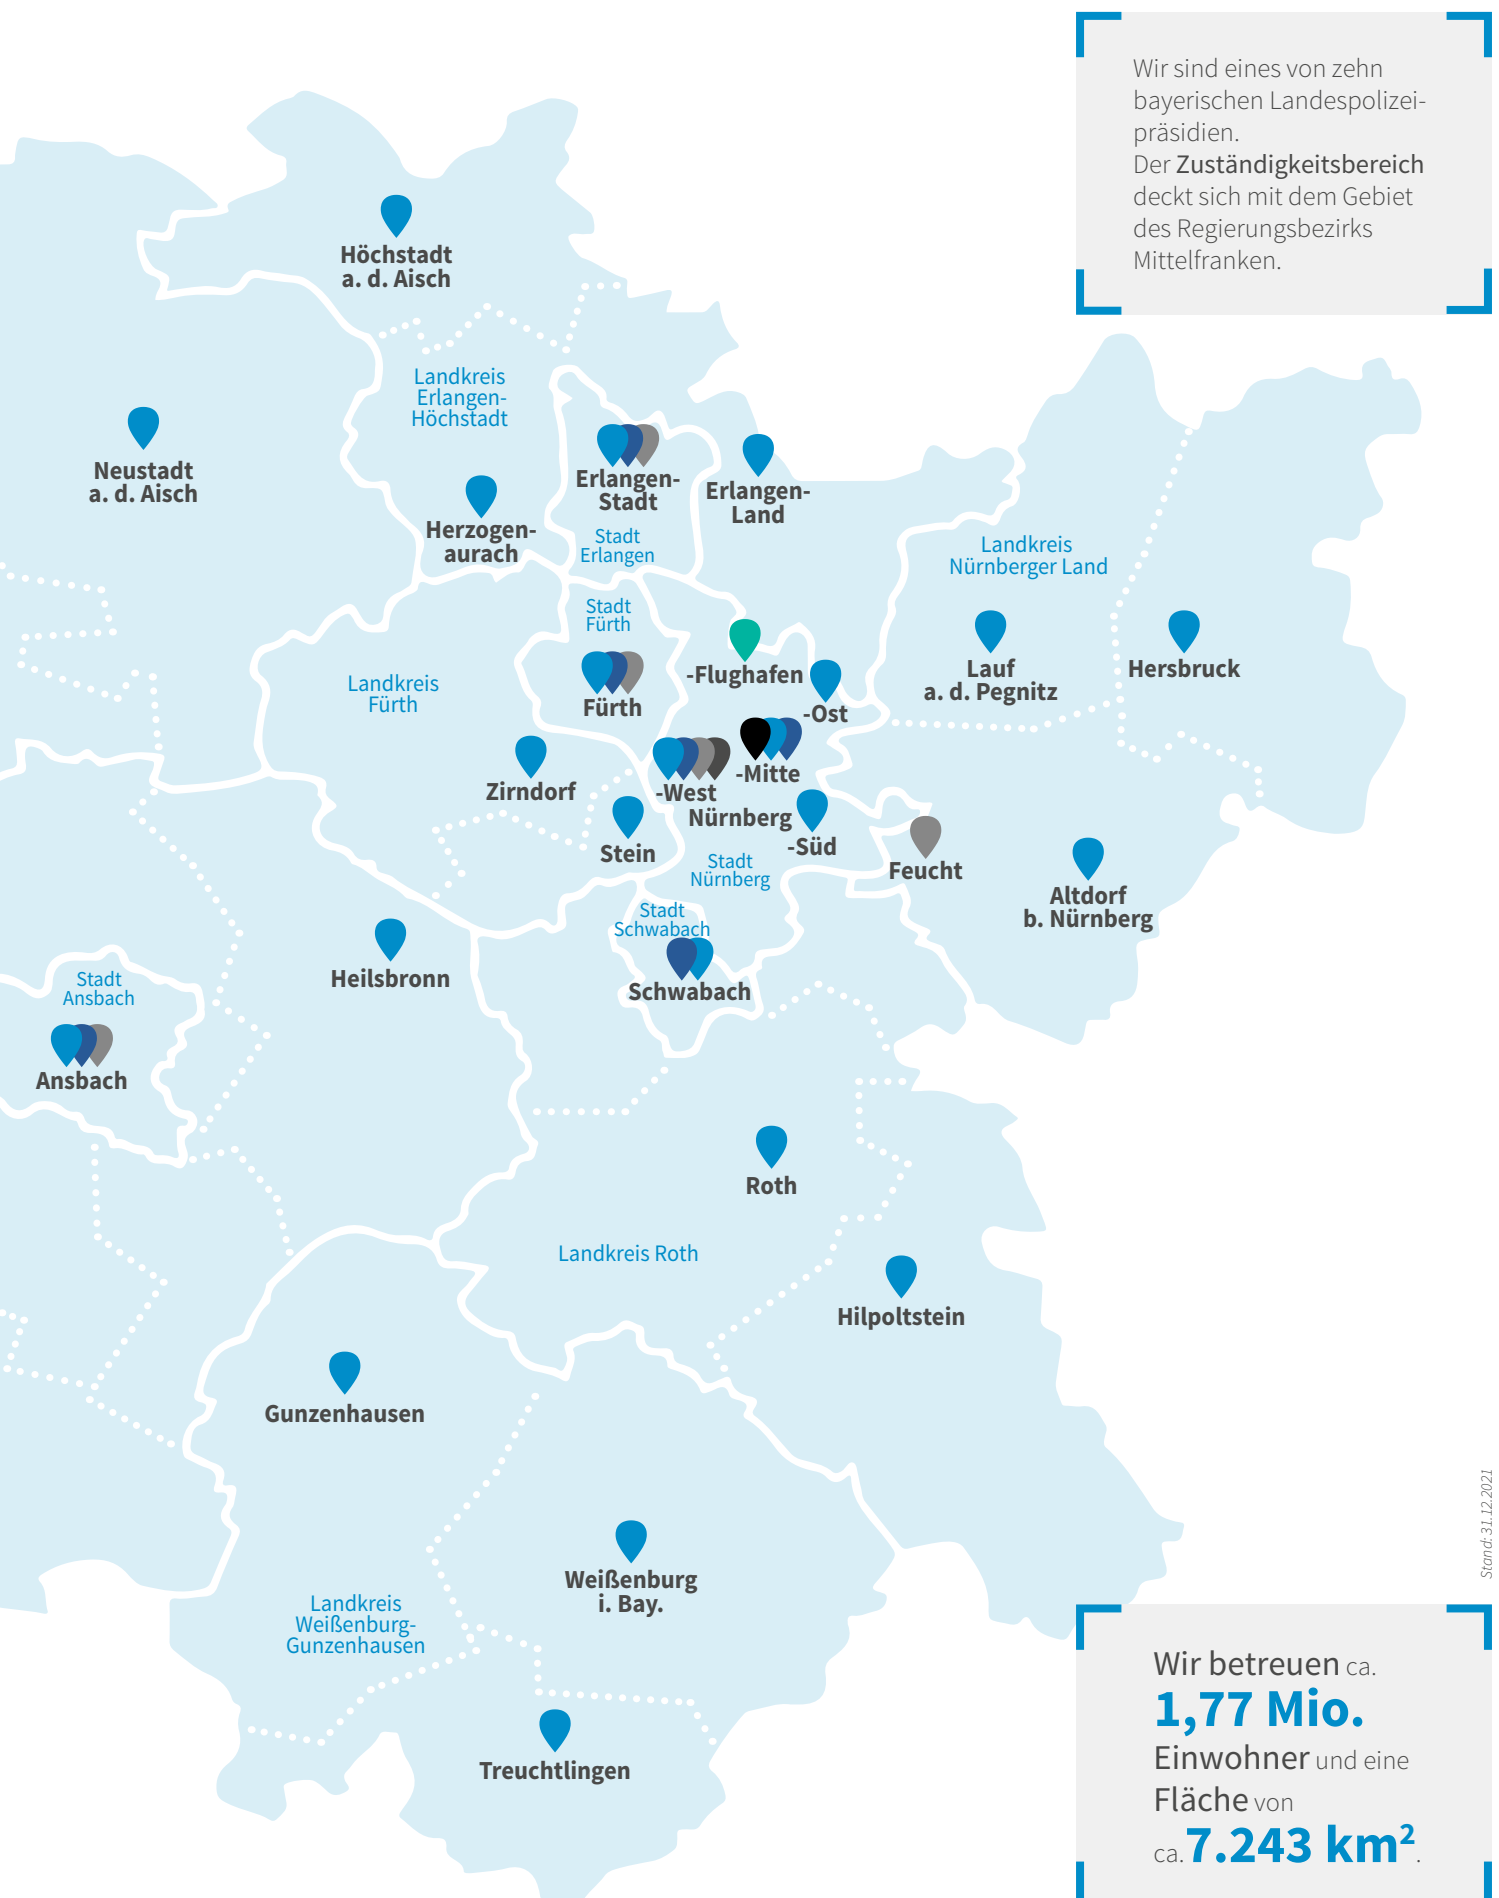 Wir sind eines von zehn
bayerischen Landespolizei-
präsidien.
Der Zuständigkeitsbereich
deckt sich mit dem Gebiet
des Regierungsbezirks
Mittelfranken.
Höchstadt
a. d. Aisch
Landkreis
Erlangen-
Höchstadt
Neustadt
a. d. Aisch
Erlangen-
Stadt
Erlangen-
Land
Herzogen-
aurach
Stadt
Erlangen
Landkreis
Nürnberger Land
Stadt
Fürth
-Flughafen
Lauf
a. d. Pegnitz
Hersbruck
Landkreis
Fürth
Fürth
-Ost
Zirndorf
-West
-Mitte
Nürnberg
-Süd
Stein
Stadt
Nürnberg
Feucht
Altdorf
b. Nürnberg
Stadt
Schwabach
Schwabach
Heilsbronn
Stadt
Ansbach
Ansbach
Roth
Landkreis Roth
Hilpoltstein
Gunzenhausen
Weißenburg
i. Bay.
Landkreis
Weißenburg-
Gunzenhausen
Treuchtlingen
Stand: 31.12.2021
Wir betreuen ca.
1,77 Mio.
Einwohner und eine
Fläche von
ca. 7.243 km².